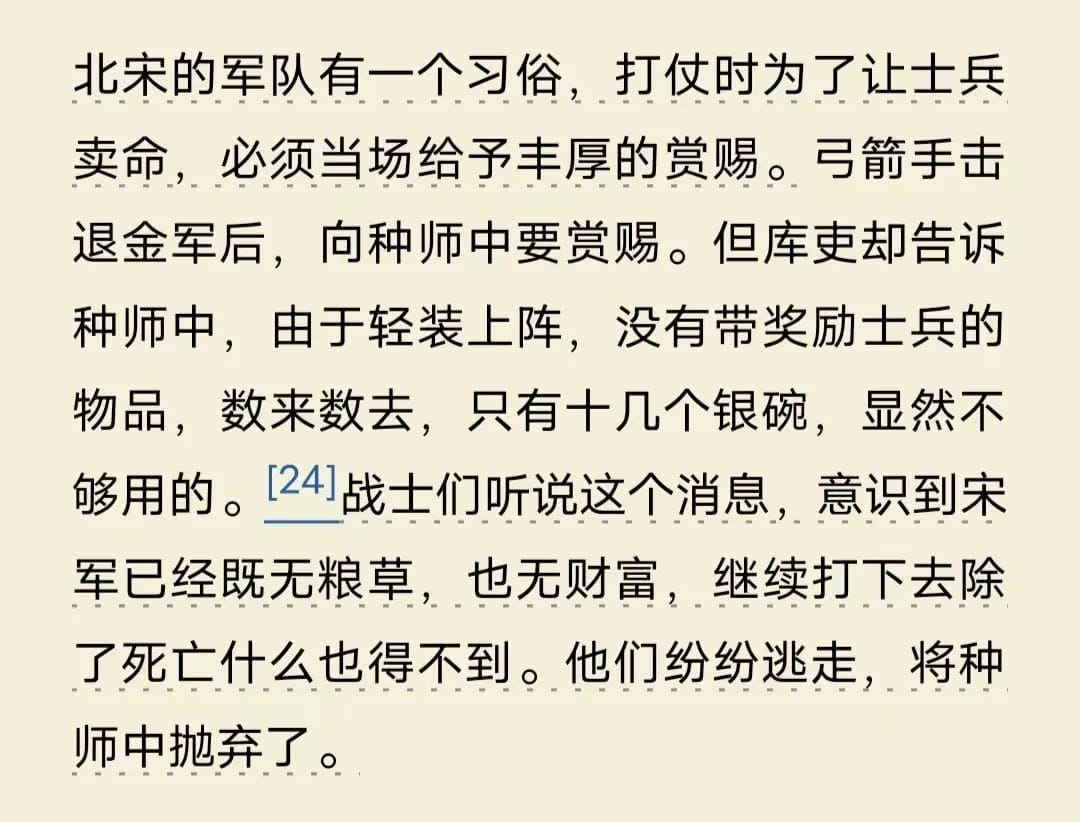 北宋的军队有一个习俗，打仗时为了让士兵
卖命，必须当场给予丰厚的赏赐。弓箭手击
退金军后，向种师中要赏赐。但库吏却告诉
种师中，由于轻装上阵，没有带奖励士兵的
物品，数来数去，只有十几个银碗，显然不
够用的。[24]战士们听说这个消息，意识到宋
军已经既无粮草，也无财富，继续打下去除
了死亡什么也得不到。他们纷纷逃走，将种
师中抛弃了。